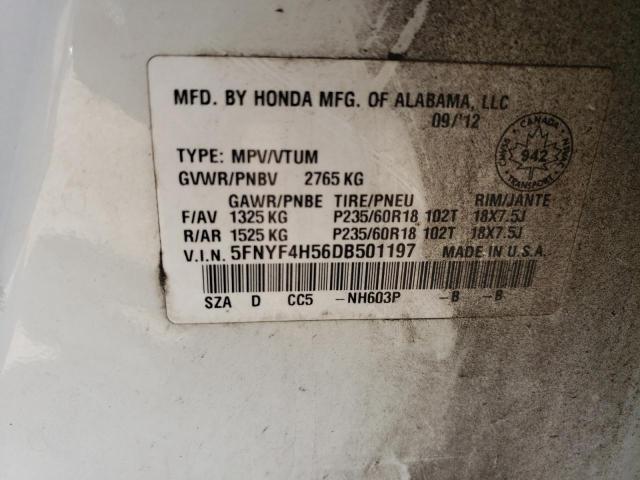 MFD. BY HONDA MFG. OF ALABAMA, LLC
09/'12
CANADA
942
TRANSPORT
TYPE: MPV/VTUM
GVWR/PNBV 2765 KG
GAWR/PNBE TIRE/PNEU RIM/JANTE
F/AV 1325 KG P235/60R18 102T 18X7.5J
R/AR 1525 KG P235/60R18 102T 18X7.5J
V.I.N. 5FNYF4H56DB501197 MADE IN U.S.A.
SZA D CC5 -NH603P -B -B